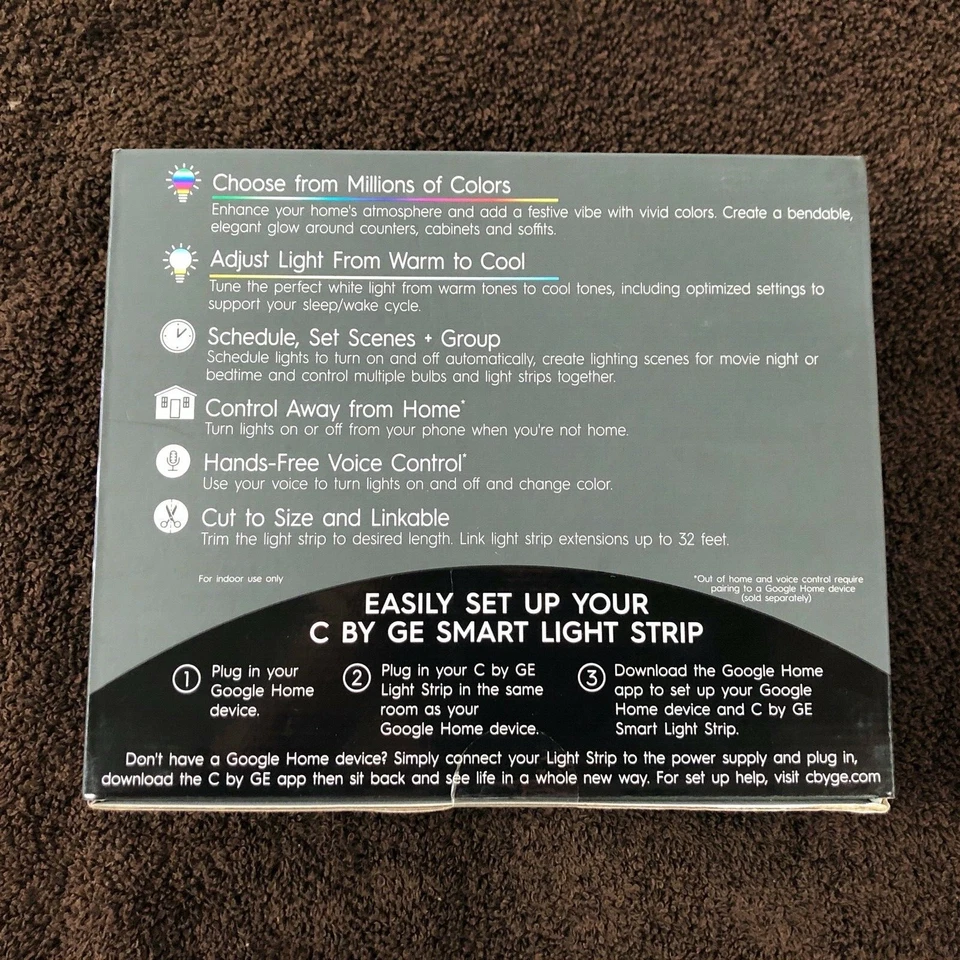 Choose from Millions of Colors
Enhance your home's atmosphere and add a festive vibe with vivid colors. Create a bendable,
elegant glow around counters, cabinets and soffits.
Adjust Light From Warm to Cool
Tune the perfect white light from warm tones to cool tones, including optimized settings to
support your sleep/wake cycle.
Schedule, Set Scenes + Group
Schedule lights to turn on and off automatically, create lighting scenes for movie night or
bedtime and control multiple bulbs and light strips together.
Control Away from Home*
Turn lights on or off from your phone when you're not home.
Hands-Free Voice Control*
Use your voice to turn lights on and off and change color.
Cut to Size and Linkable
Trim the light strip to desired length. Link light strip extensions up to 32 feet.
For indoor use only
*Out of home and voice control require
pairing to a Google Home device
(sold separately)
EASILY SET UP YOUR
C BY GE SMART LIGHT STRIP
1 Plug in your
Google Home
device.
2 Plug in your C by GE
Light Strip in the same
room as your
Google Home device.
3 Download the Google Home
app to set up your Google
Home device and C by GE
Smart Light Strip.
Don't have a Google Home device? Simply connect your Light Strip to the power supply and plug in,
download the C by GE app then sit back and see life in a whole new way. For set up help, visit cbyge.com